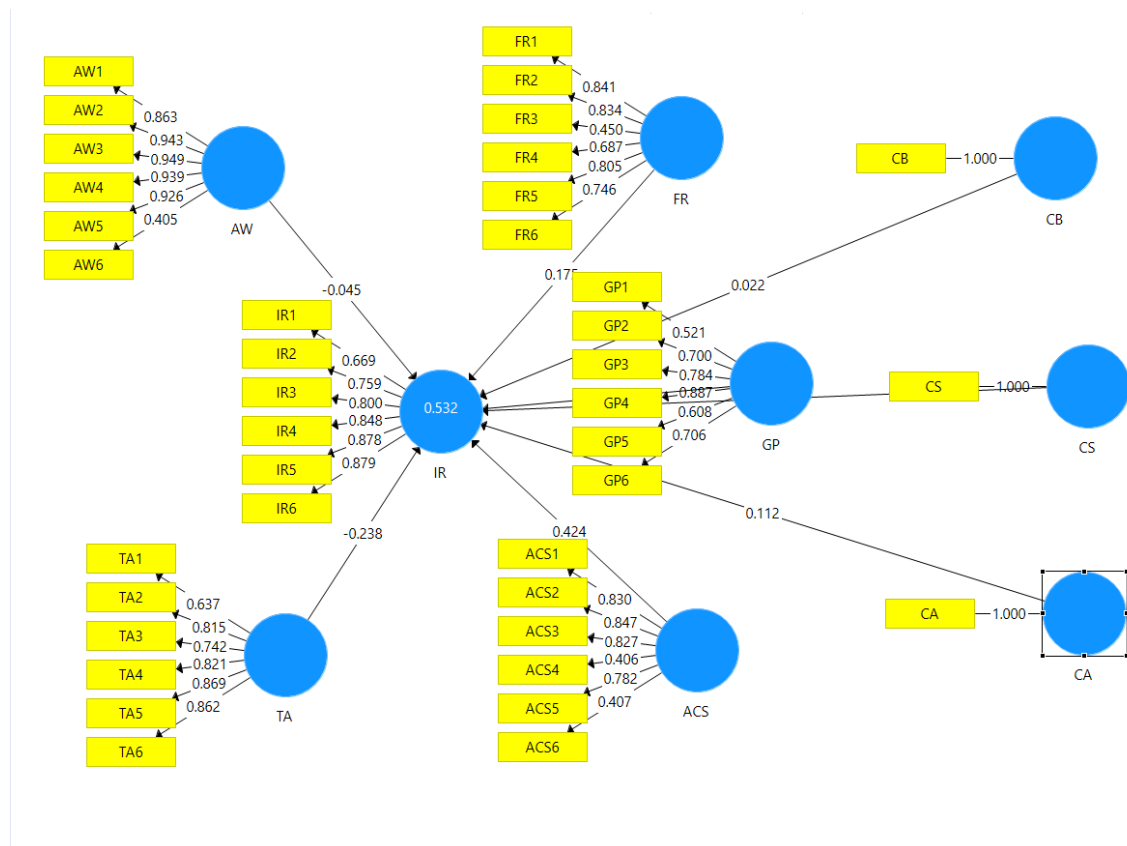 AW1
AW2
AW3
AW4
AW5
AW6
0.863
0.943
0.949
0.939
0.926
0.405
AW
FR1
FR2
FR3
FR4
FR5
FR6
0.841
0.834
0.450
0.687
0.805
0.746
FR
CB
1.000
CB
-0.045
0.175
0.022
IR1
IR2
IR3
IR4
IR5
IR6
0.669
0.759
0.800
0.848
0.878
0.879
0.532
IR
GP1
GP2
GP3
GP4
GP5
GP6
0.521
0.700
0.784
0.887
0.608
0.706
GP
CS
1.000
CS
-0.238
0.424
0.112
TA1
TA2
TA3
TA4
TA5
TA6
0.637
0.815
0.742
0.821
0.869
0.862
TA
ACS1
ACS2
ACS3
ACS4
ACS5
ACS6
0.830
0.847
0.827
0.406
0.782
0.407
ACS
CA
1.000
CA